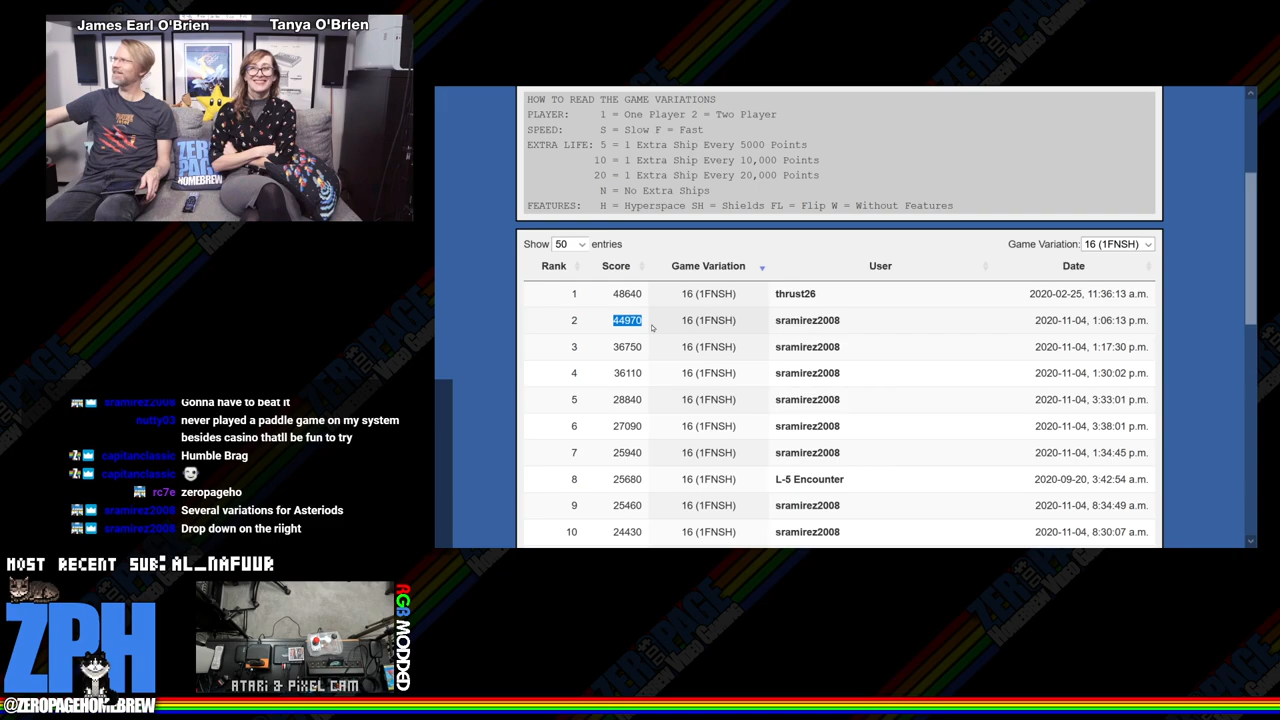 James Earl O'Brien
Tanya O'Brien
ZERO
PAGE
HOMEBREW
HOW TO READ THE GAME VARIATIONS
PLAYER: 1 = One Player 2 = Two Player
SPEED: S = Slow F = Fast
EXTRA LIFE: 5 = 1 Extra Ship Every 5000 Points
10 = 1 Extra Ship Every 10,000 Points
20 = 1 Extra Ship Every 20,000 Points
N = No Extra Ships
FEATURES: H = Hyperspace SH = Shields FL = Flip W = Without Features
Show 50 entries
Game Variation: 16 (1FNSH)
Rank Score Game Variation User Date
1 48640 16 (1FNSH) thrust26 2020-02-25, 11:36:13 a.m.
2 44970 16 (1FNSH) sramirez2008 2020-11-04, 1:06:13 p.m.
3 36750 16 (1FNSH) sramirez2008 2020-11-04, 1:17:30 p.m.
4 36110 16 (1FNSH) sramirez2008 2020-11-04, 1:30:02 p.m.
5 28840 16 (1FNSH) sramirez2008 2020-11-04, 3:33:01 p.m.
6 27090 16 (1FNSH) sramirez2008 2020-11-04, 3:38:01 p.m.
7 25940 16 (1FNSH) sramirez2008 2020-11-04, 1:34:45 p.m.
8 25680 16 (1FNSH) L-5 Encounter 2020-09-20, 3:42:54 a.m.
9 25460 16 (1FNSH) sramirez2008 2020-11-04, 8:34:49 a.m.
10 24430 16 (1FNSH) sramirez2008 2020-11-04, 8:30:07 a.m.
sramirez2008 Gonna have to beat it
nutty03 never played a paddle game on my system
besides casino thatll be fun to try
capitanclassic Humble Brag
capitanclassic
rc7e zeropageho
sramirez2008 Several variations for Asteriods
sramirez2008 Drop down on the riight
MOST RECENT SUB: AL_NAFUUR
ZPH
@ZEROPAGEHOMEBREW
RGB MODDED
ATARI & PIXEL CAM